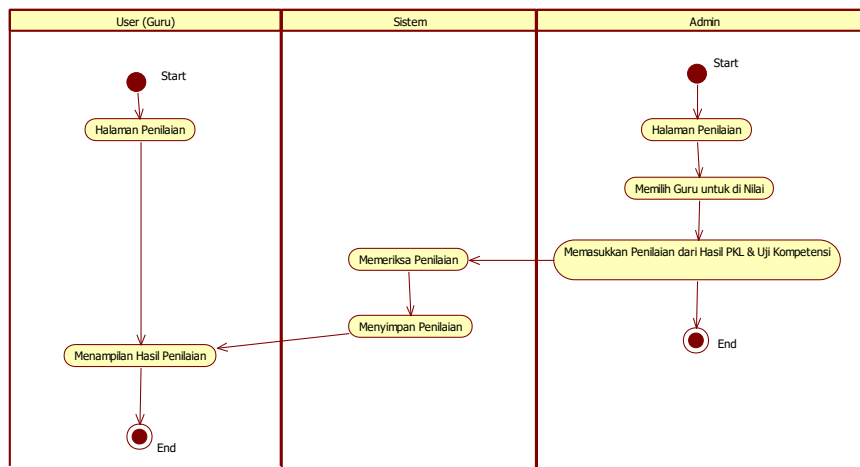 User (Guru)
Sistem
Admin
Start
Start
Halaman Penilaian
Halaman Penilaian
Memilih Guru untuk di Nilai
Memasukkan Penilaian dari Hasil PKL & Uji Kompetensi
Memeriksa Penilaian
Menyimpan Penilaian
Menampilan Hasil Penilaian
End
End